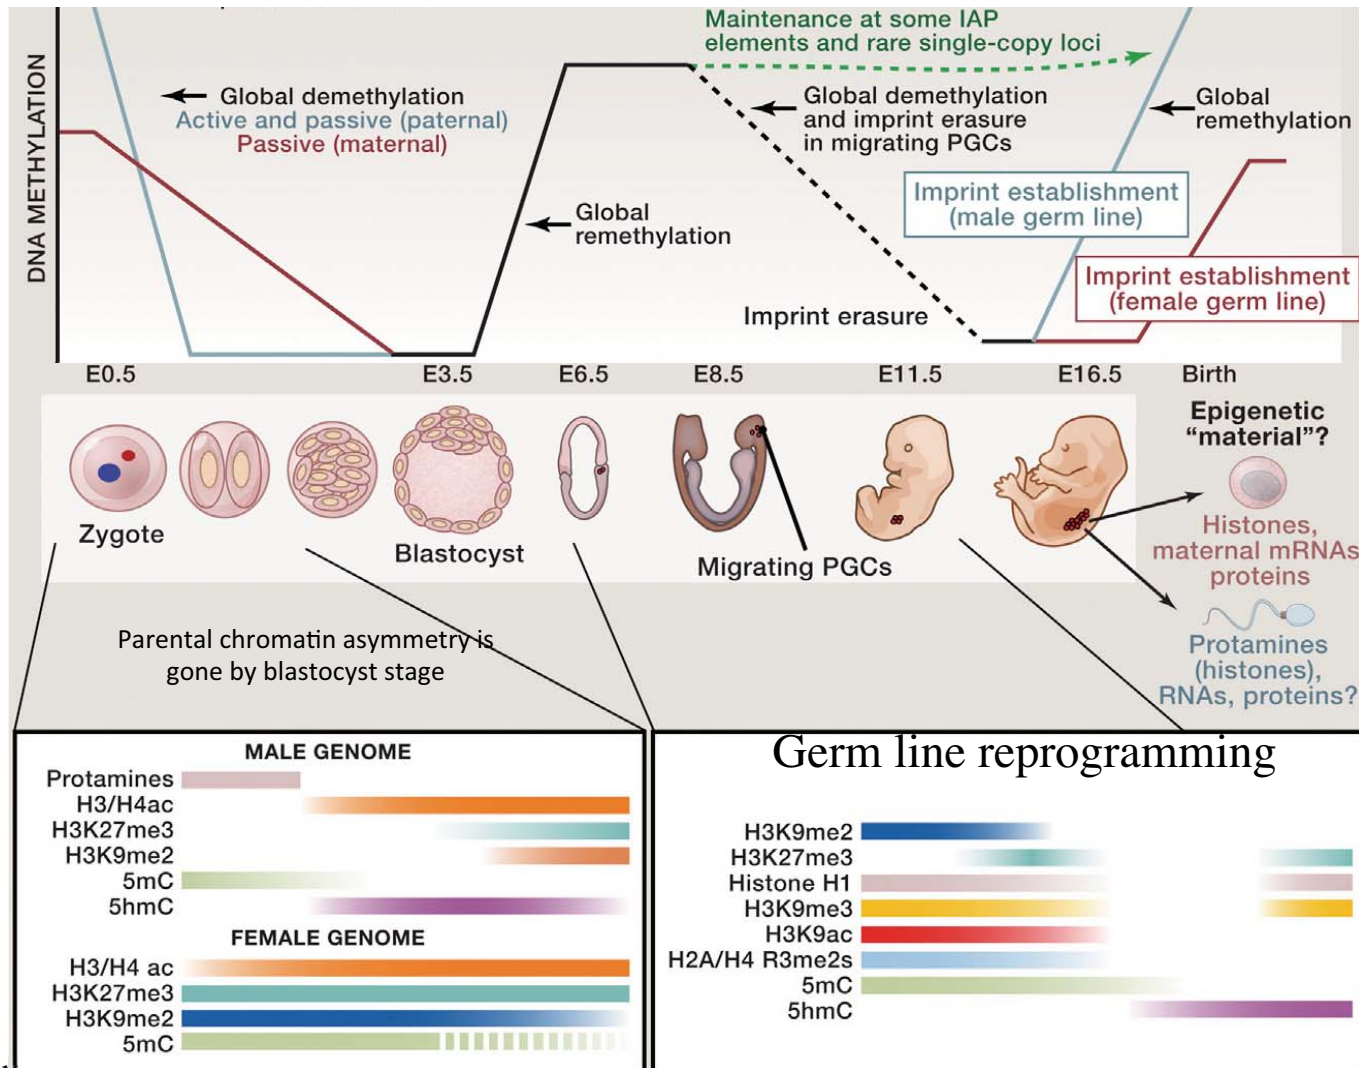 Maintenance at some IAP
elements and rare single-copy loci
DNA METHYLATION
Global demethylation
Active and passive (paternal)
Passive (maternal)
Global
remethylation
Global demethylation
and imprint erasure
in migrating PGCs
Global
remethylation
Imprint establishment
(male germ line)
Imprint establishment
(female germ line)
Imprint erasure
E0.5 E3.5 E6.5 E8.5 E11.5 E16.5 Birth
Zygote
Blastocyst
Migrating PGCs
Epigenetic
“material”?
Histones,
maternal mRNAs
proteins
Protamines
(histones),
RNAs, proteins?
Parental chromatin asymmetry is
gone by blastocyst stage
MALE GENOME
Protamines
H3/H4ac
H3K27me3
H3K9me2
5mC
5hmC
FEMALE GENOME
H3/H4 ac
H3K27me3
H3K9me2
5mC
Germ line reprogramming
H3K9me2
H3K27me3
Histone H1
H3K9me3
H3K9ac
H2A/H4 R3me2s
5mC
5hmC